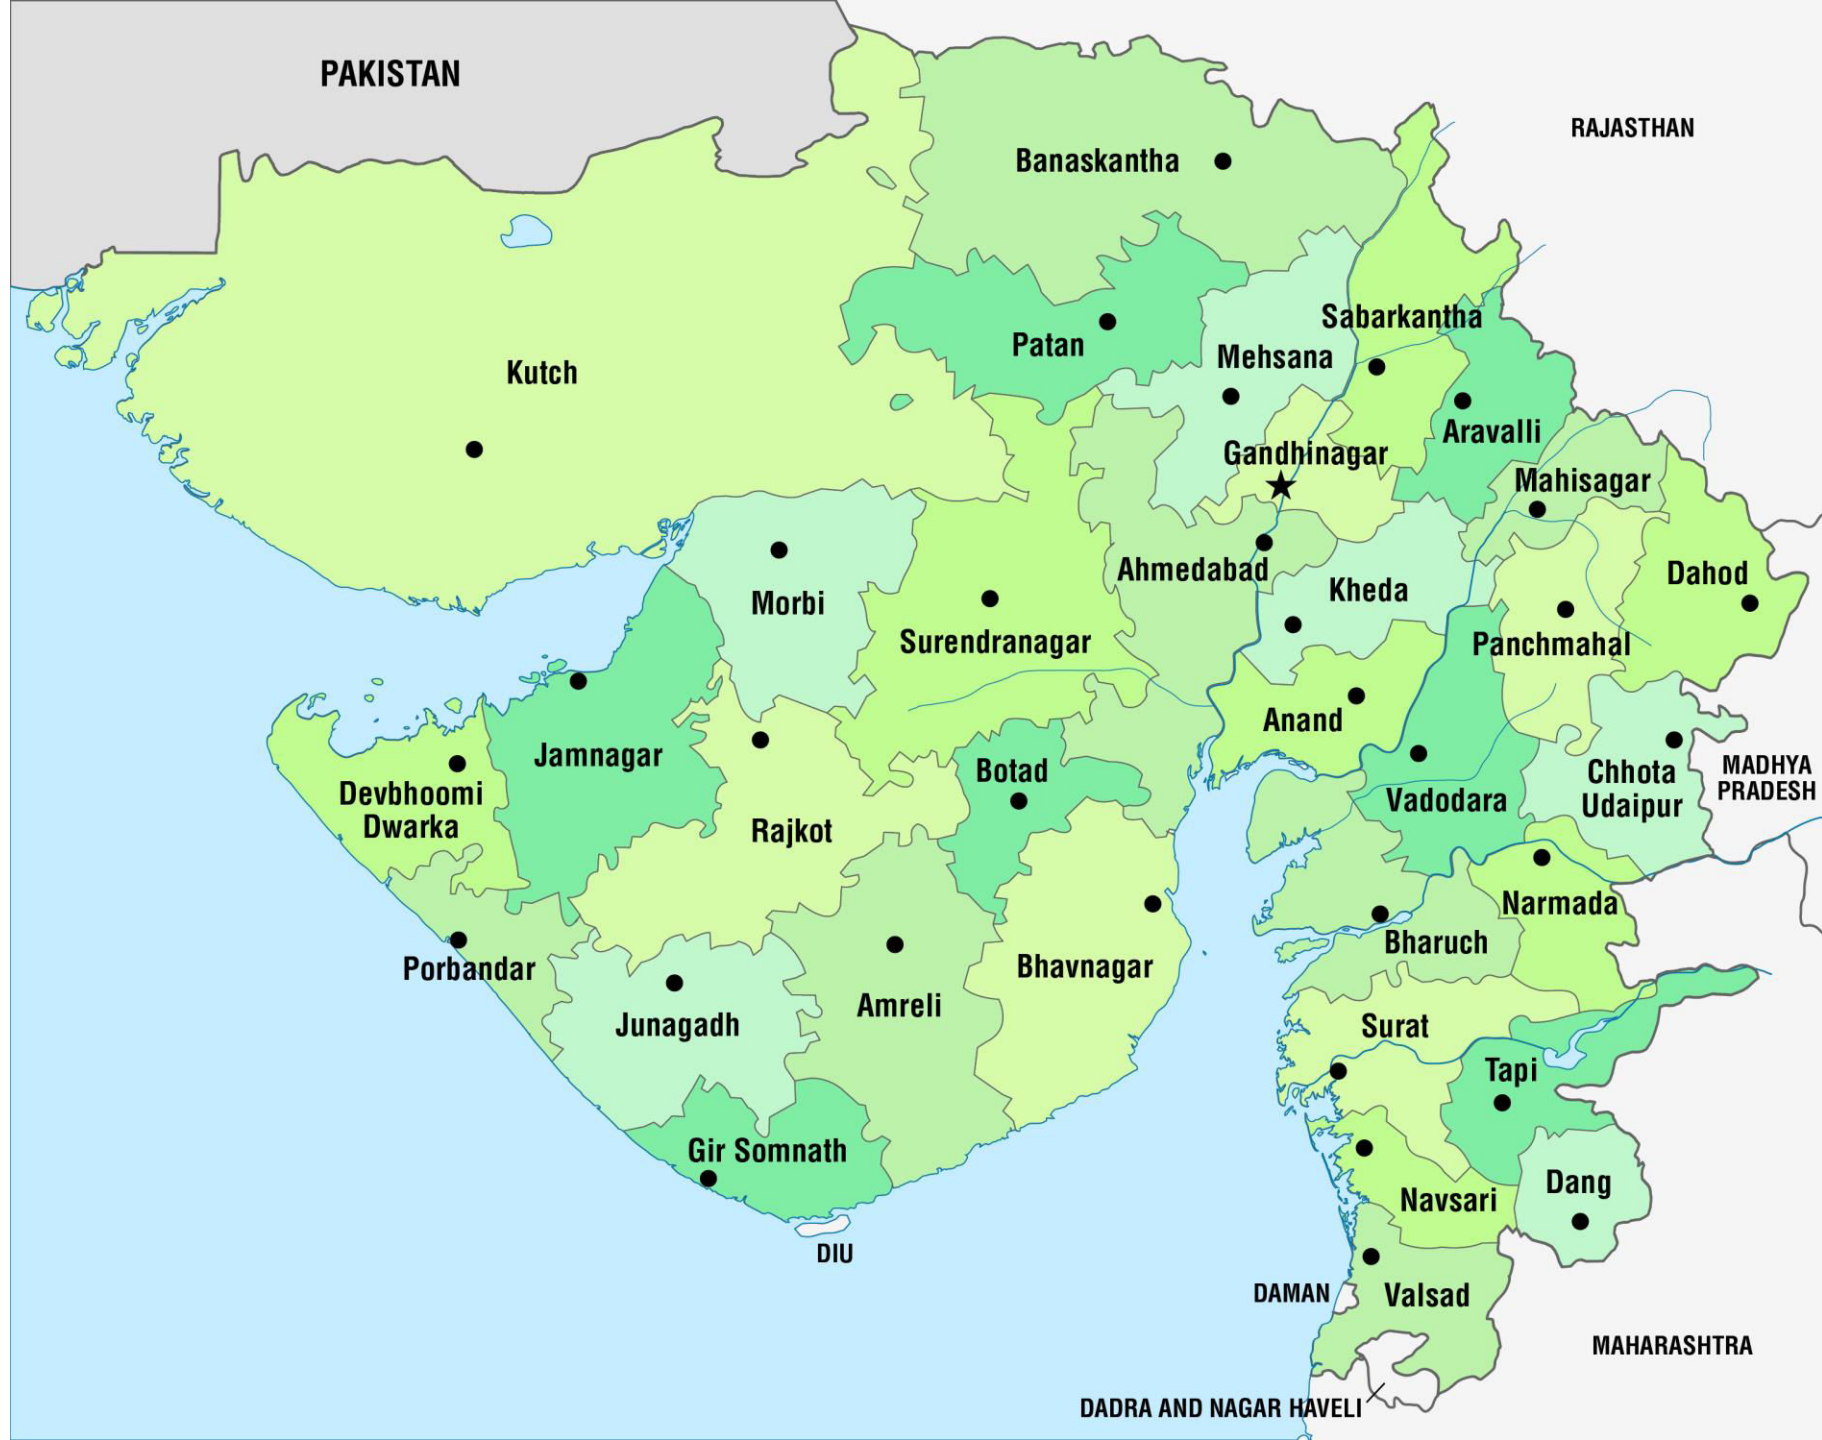 PAKISTAN
RAJASTHAN
Banaskantha
Sabarkantha
Patan
Mehsana
Kutch
Aravalli
Gandhinagar
Mahisagar
Ahmedabad
Dahod
Kheda
Morbi
Surendranagar
Panchmahal
Anand
Jamnagar
Botad
Chhota
Udaipur
MADHYA
PRADESH
Devbhoomi
Dwarka
Vadodara
Rajkot
Narmada
Bharuch
Porbandar
Bhavnagar
Amreli
Junagadh
Surat
Tapi
Gir Somnath
Dang
Navsari
DIU
DAMAN
Valsad
MAHARASHTRA
DADRA AND NAGAR HAVELI